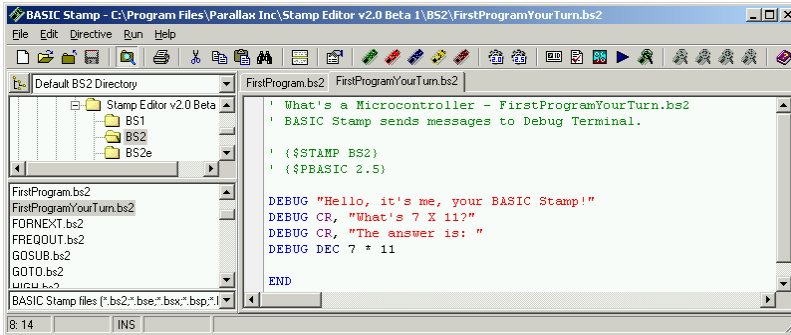 BASIC Stamp - C:\Program Files\Parallax Inc\Stamp Editor v2.0 Beta 1\BS2\FirstProgramYourTurn.bs2
File Edit Directive Run Help
Default BS2 Directory
Stamp Editor v2.0 Beta
BS1
BS2
BS2e
FirstProgram.bs2
FirstProgramYourTurn.bs2
FORNEXT.bs2
FREQOUT.bs2
GOSUB.bs2
GOTO.bs2
HIGH.bs2
BASIC Stamp files (*.bs2;*.bse;*.bsx;*.bsp;*.l
FirstProgram.bs2 FirstProgramYourTurn.bs2
' What's a Microcontroller - FirstProgramYourTurn.bs2
' BASIC Stamp sends messages to Debug Terminal.
' {$STAMP BS2}
' {$PBASIC 2.5}
DEBUG "Hello, it's me, your BASIC Stamp!"
DEBUG CR, "What's 7 X 11?"
DEBUG CR, "The answer is: "
DEBUG DEC 7 * 11
END
8: 14 INS